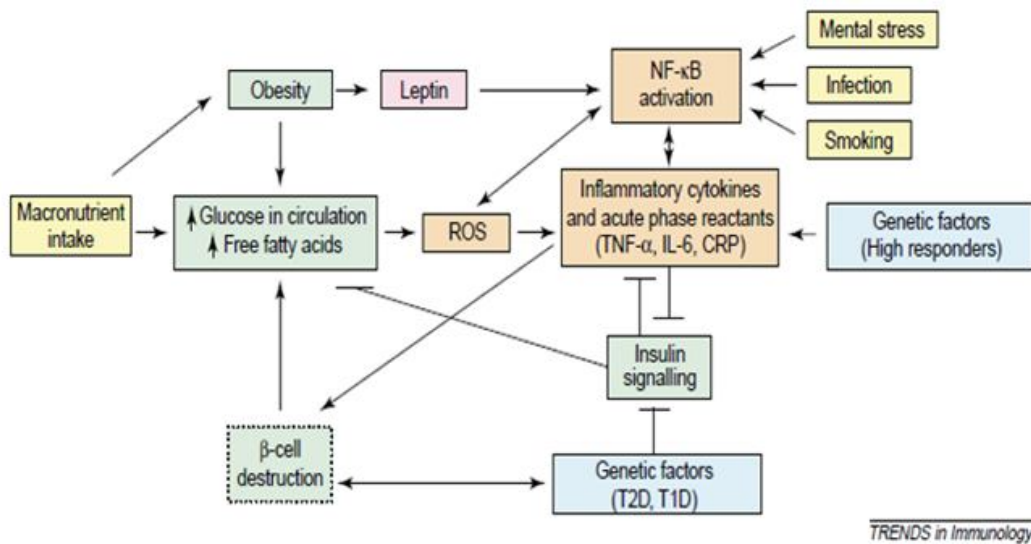 Mental stress
NF-κB
activation
Obesity
Leptin
Infection
Smoking
Macronutrient
intake
Glucose in circulation
Free fatty acids
ROS
Inflammatory cytokines
and acute phase reactants
(TNF-α, IL-6, CRP)
Genetic factors
(High responders)
Insulin
signalling
β-cell
destruction
Genetic factors
(T2D, T1D)
TRENDS in Immunology